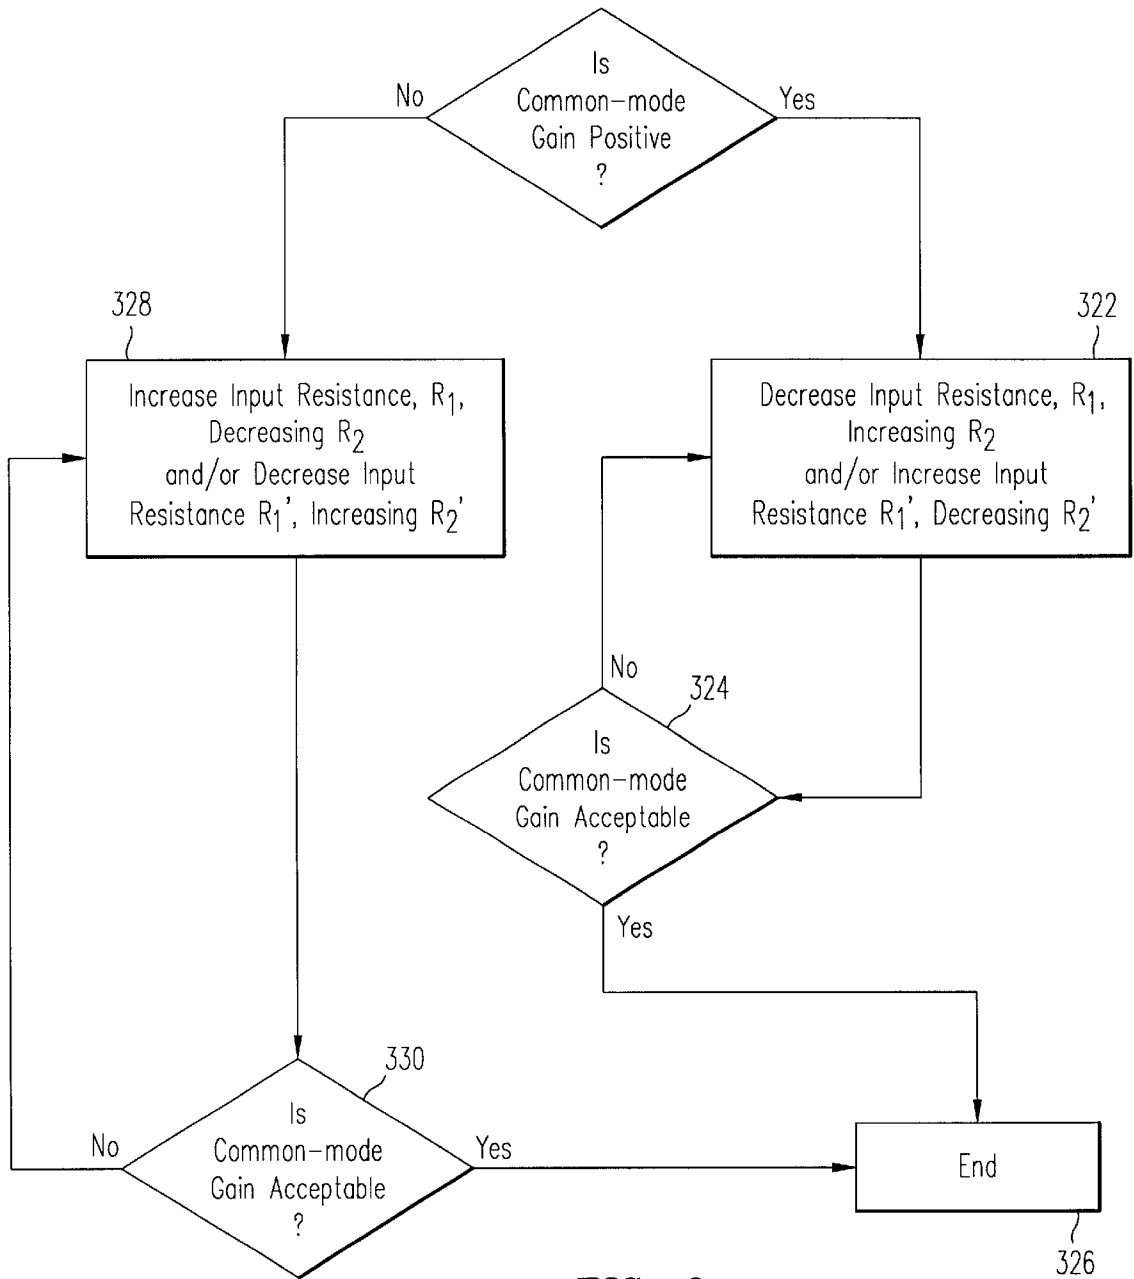 Is
Common-mode
Gain Positive
?
No
Yes
328
322
Increase Input Resistance, R1,
Decreasing R2
and/or Decrease Input
Resistance R1', Increasing R2'
Decrease Input Resistance, R1,
Increasing R2
and/or Increase Input
Resistance R1', Decreasing R2'
No
324
Is
Common-mode
Gain Acceptable
?
Yes
330
Is
Common-mode
Gain Acceptable
?
No
Yes
End
326